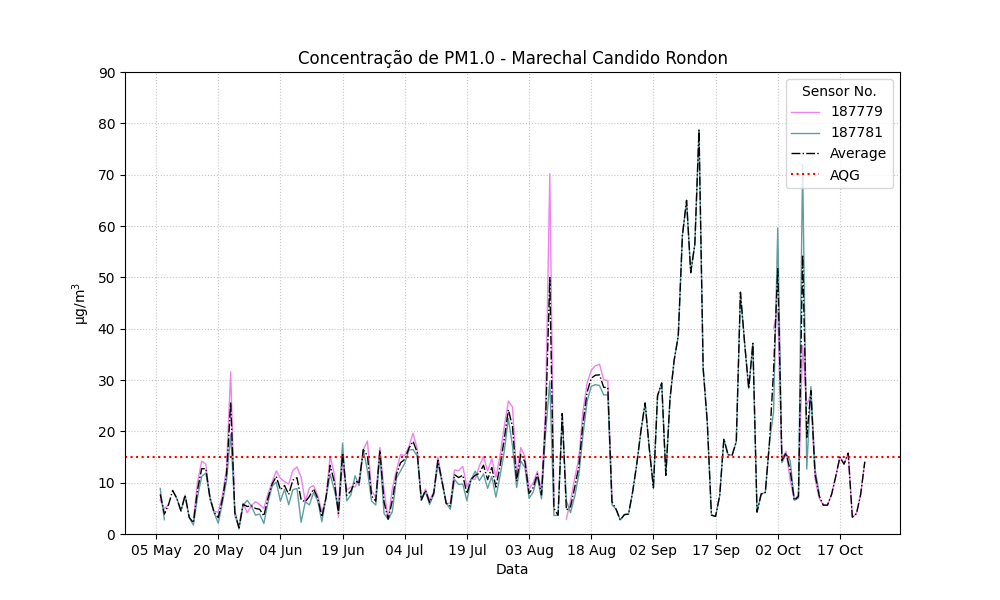 Concentração de PM1.0 - Marechal Candido Rondon
Sensor No.
187779
187781
Average
AQG
µg/m³
90
80
70
60
50
40
30
20
10
0
05 May
20 May
04 Jun
19 Jun
04 Jul
19 Jul
03 Aug
18 Aug
02 Sep
17 Sep
02 Oct
17 Oct
Data